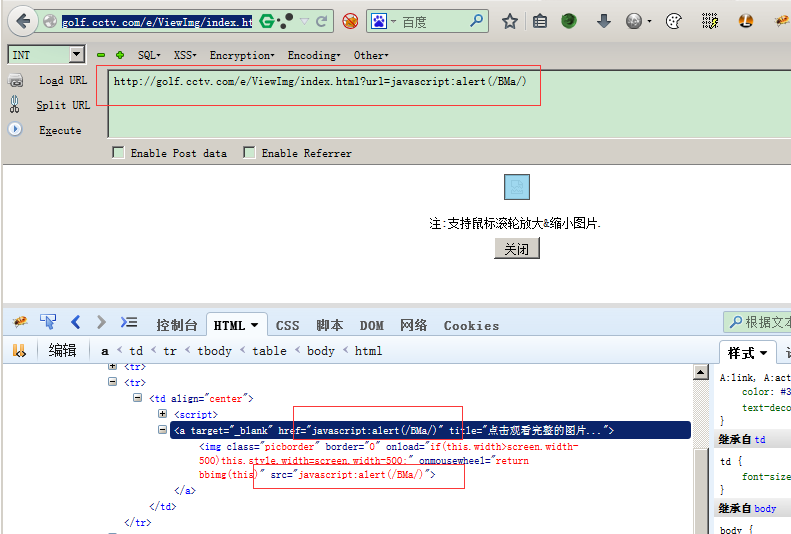 golf.cctv.com/e/ViewImg/index.ht
百度
INT
SQL▾ XSS▾ Encryption▾ Encoding▾ Other▾
Load URL
http://golf.cctv.com/e/ViewImg/index.html?url=javascript:alert(/BMa/)
Split URL
Execute
Enable Post data Enable Referrer
注:支持鼠标滚轮放大&缩小图片.
关闭
控制台 HTML ▾ CSS 脚本 DOM 网络 Cookies
根据文本
编辑 a < td < tr < tbody < table < body < html
样式 ▾
<tr>
<tr>
<td align="center">
<script>
<a target="_blank" href="javascript:alert(/BMa/)" title="点击观看完整的图片...">
<img class="picborder" border="0" onload="if(this.width>screen.width-
500)this.style.width=screen.width-500;" onmousewheel="return
bbimg(this)" src="javascript:alert(/BMa/)">
</a>
</td>
</tr>
A:link, A:act
color: #3
text-deco
}
继承自 td
td {
font-size
}
继承自 body
body {